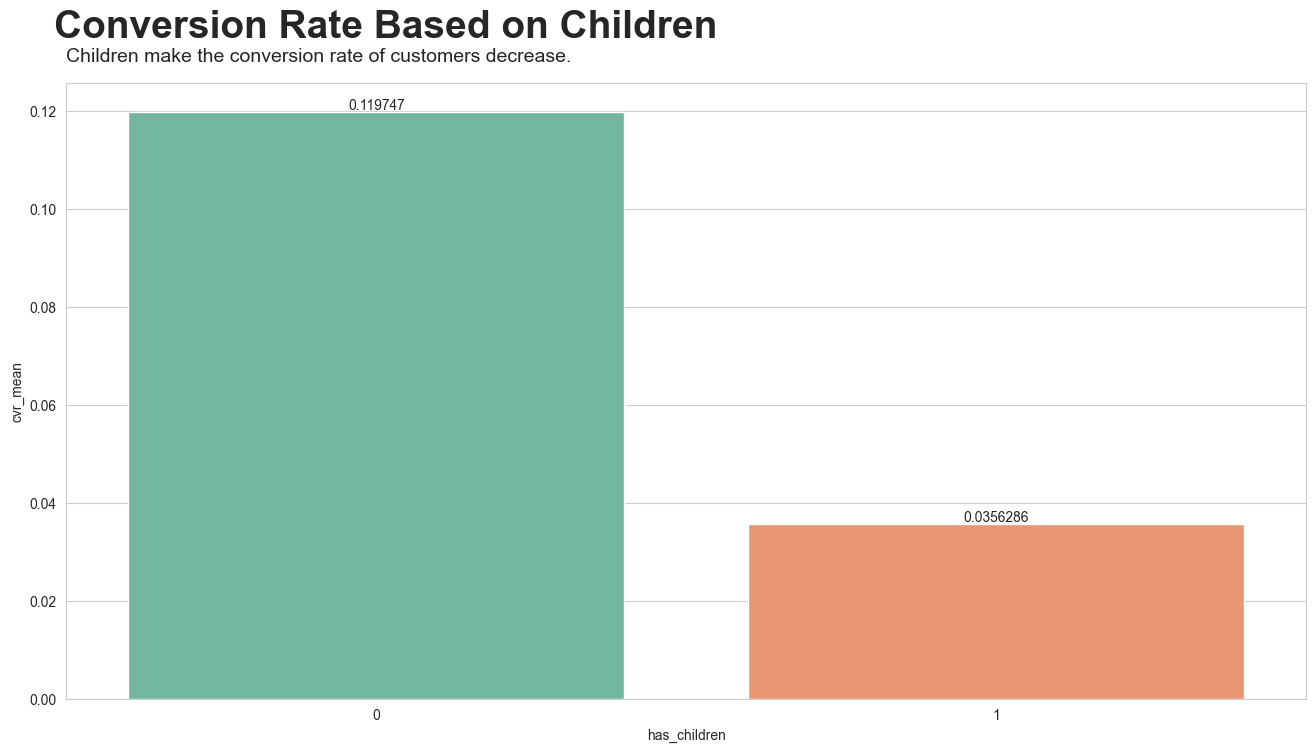 Conversion Rate Based on Children
Children make the conversion rate of customers decrease.
0.12
0.10
0.08
0.06
0.04
0.02
0.00
cvr_mean
0.119747
0.0356286
0
1
has_children